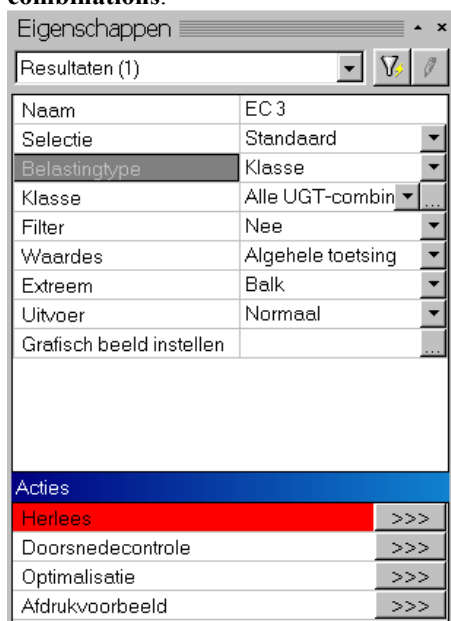 combinations.
Eigenschappen
Resultaten (1)
Naam EC 3
Selectie Standaard
Belastingtype Klasse
Klasse Alle UGT-combin ...
Filter Nee
Waardes Algehele toetsing
Extreem Balk
Uitvoer Normaal
Grafisch beeld instellen ...
Acties
Herlees >>>
Doorsnedecontrole >>>
Optimalisatie >>>
Afdrukvoorbeeld >>>